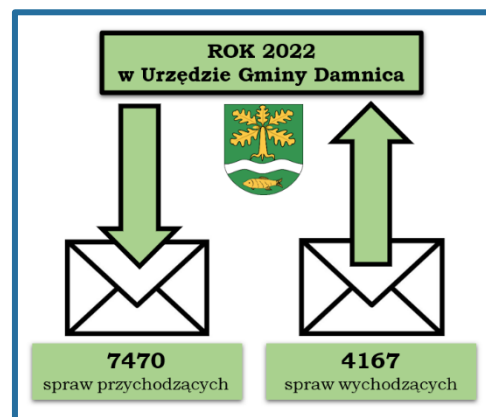 ROK 2022
w Urzędzie Gminy Damnica
7470
spraw przychodzących
4167
spraw wychodzących